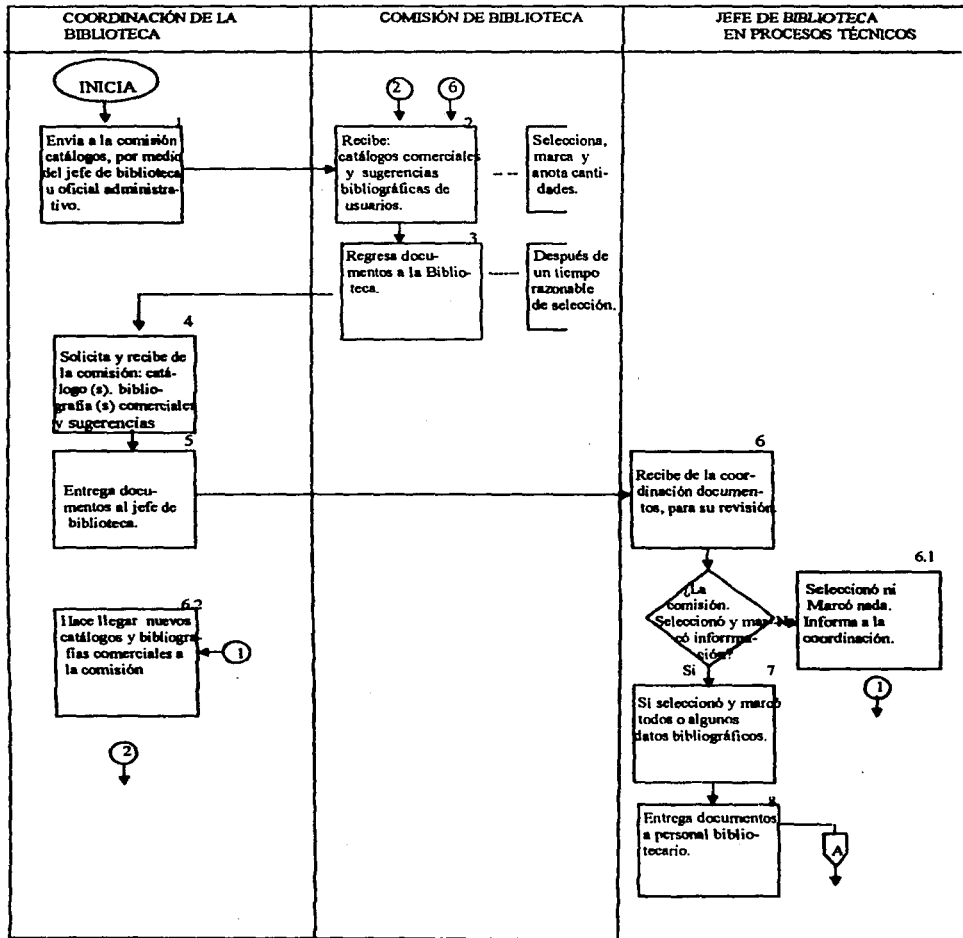 COORDINACIÓN DE LA
BIBLIOTECA
COMISIÓN DE BIBLIOTECA
JEFE DE BIBLIOTECA
EN PROCESOS TÉCNICOS
INICIA
1
Envía a la comisión
catálogos, por medio
del jefe de biblioteca
u oficial administra-
tivo.
2
6
2
Recibe:
catálogos comerciales
y sugerencias
bibliográficas de
usuarios.
Selecciona,
marca y
anota canti-
dades.
3
Regresa docu-
mentos a la Biblio-
teca.
Después de
un tiempo
razonable
de selección.
4
Solicita y recibe de
la comisión: catá-
logo (s). biblio-
grafía (s) comerciales
y sugerencias
5
Entrega docu-
mentos al jefe de
biblioteca.
6
Recibe de la coor-
dinación documen-
tos, para su revisión.
¿La
comisión.
Seleccionó y mar-
có informa-
ción?
No
6.1
Seleccionó ni
Marcó nada.
Informa a la
coordinación.
1
6.2
Hace llegar nuevos
catálogos y bibliogra-
fías comerciales a
la comisión
1
2
Si
7
Si seleccionó y marcó
todos o algunos
datos bibliográficos.
8
Entrega documentos
a personal biblio-
tecario.
A